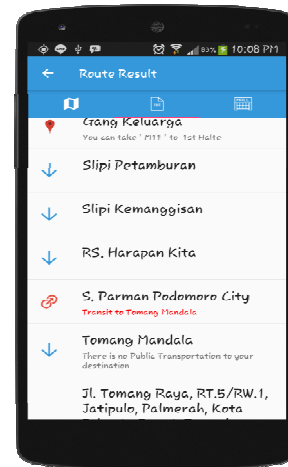 10:08 PM
Route Result
Gang Keluarga
You can take ' M11 ' to 1st Halte
Slipi Petamburan
Slipi Kemanggisan
RS. Harapan Kita
S. Parman Podomoro City
Transit to Tomang Mandala
Tomang Mandala
There is no Public Transportation to your
destination
Jl. Tomang Raya, RT.5/RW.1,
Jatipulo, Palmerah, Kota